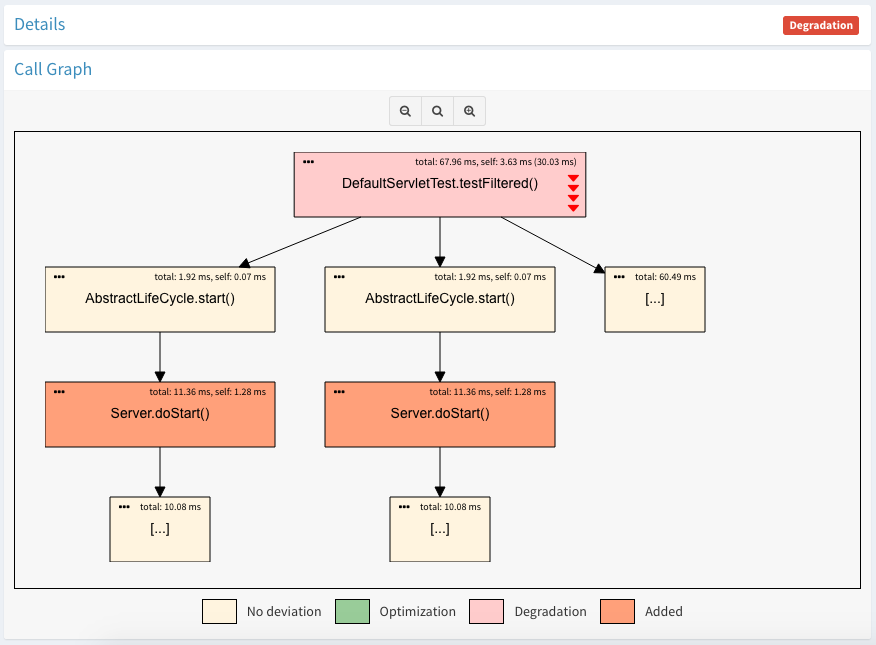 Details
Degradation
Call Graph
••• total: 67.96 ms, self: 3.63 ms (30.03 ms)
DefaultServletTest.testFiltered()
••• total: 1.92 ms, self: 0.07 ms
AbstractLifeCycle.start()
••• total: 1.92 ms, self: 0.07 ms
AbstractLifeCycle.start()
••• total: 60.49 ms
[...]
••• total: 11.36 ms, self: 1.28 ms
Server.doStart()
••• total: 11.36 ms, self: 1.28 ms
Server.doStart()
••• total: 10.08 ms
[...]
••• total: 10.08 ms
[...]
No deviation
Optimization
Degradation
Added